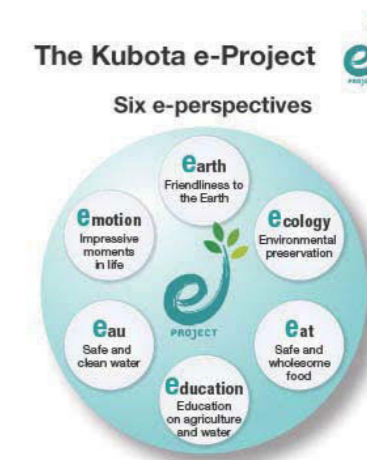 The Kubota e-Project
Six e-perspectives
earth
Friendliness to
the Earth
emotion
Impressive
moments
in life
ecology
Environmental
preservation
PROJECT
eau
Safe and
clean water
eat
Safe and
wholesome
food
education
Education
on agriculture
and water